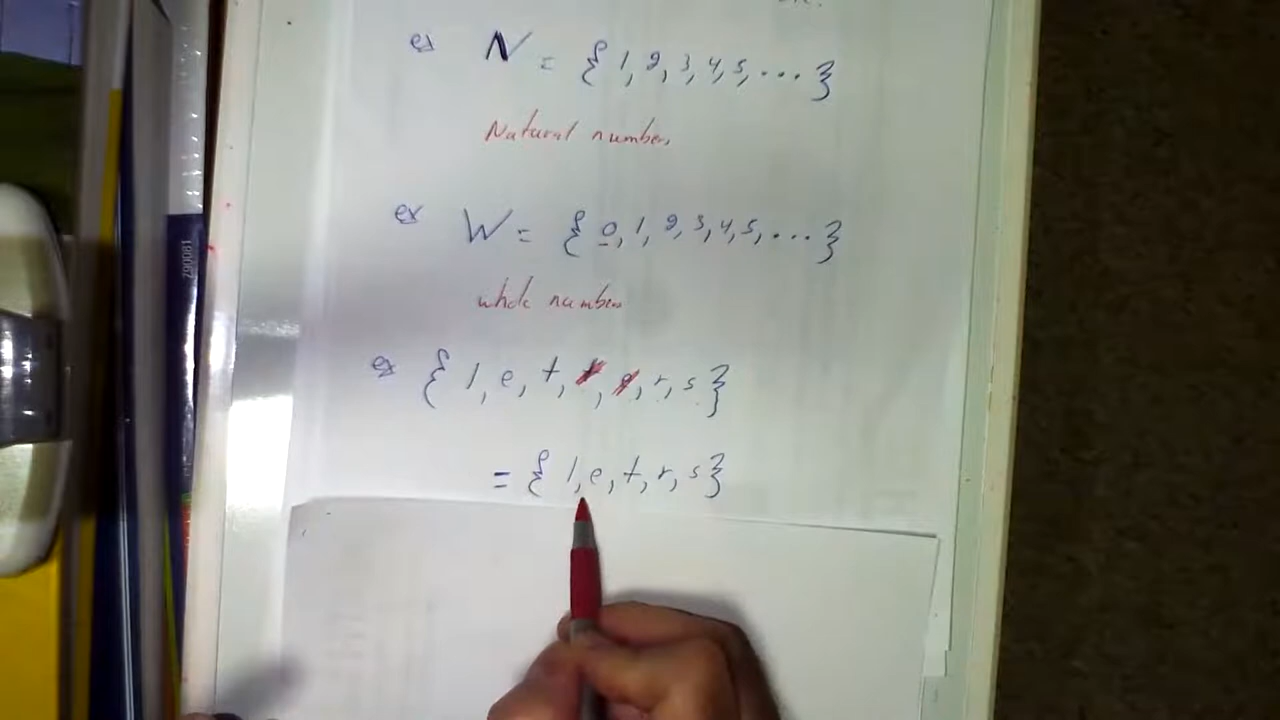 ex N = { 1, 2, 3, 4, 5, ... }
Natural numbers
ex W = { 0, 1, 2, 3, 4, 5, ... }
whole numbers
ex { l, e, t, t, e, r, s }
= { l, e, t, r, s }